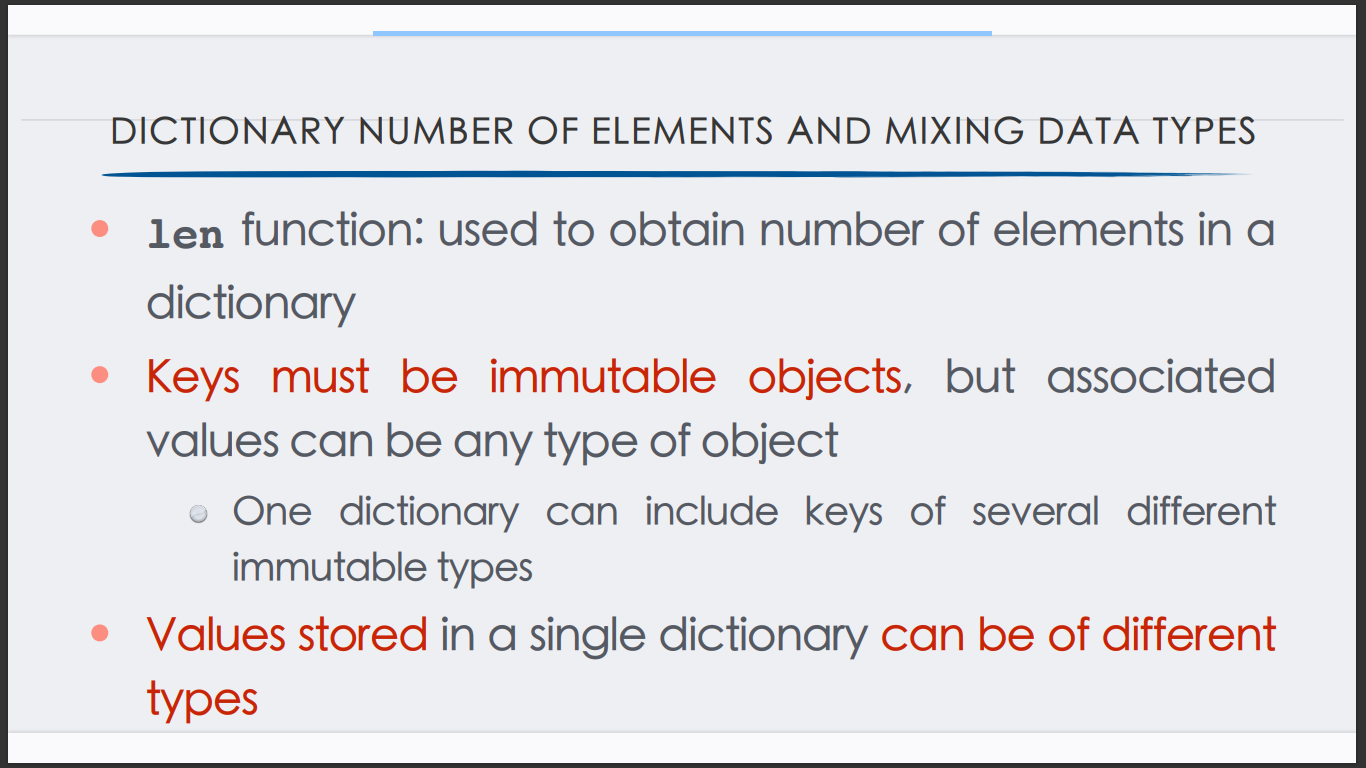 DICTIONARY NUMBER OF ELEMENTS AND MIXING DATA TYPES
len function: used to obtain number of elements in a
dictionary
Keys must be immutable objects, but associated
values can be any type of object
One dictionary can include keys of several different
immutable types
Values stored in a single dictionary can be of different
types